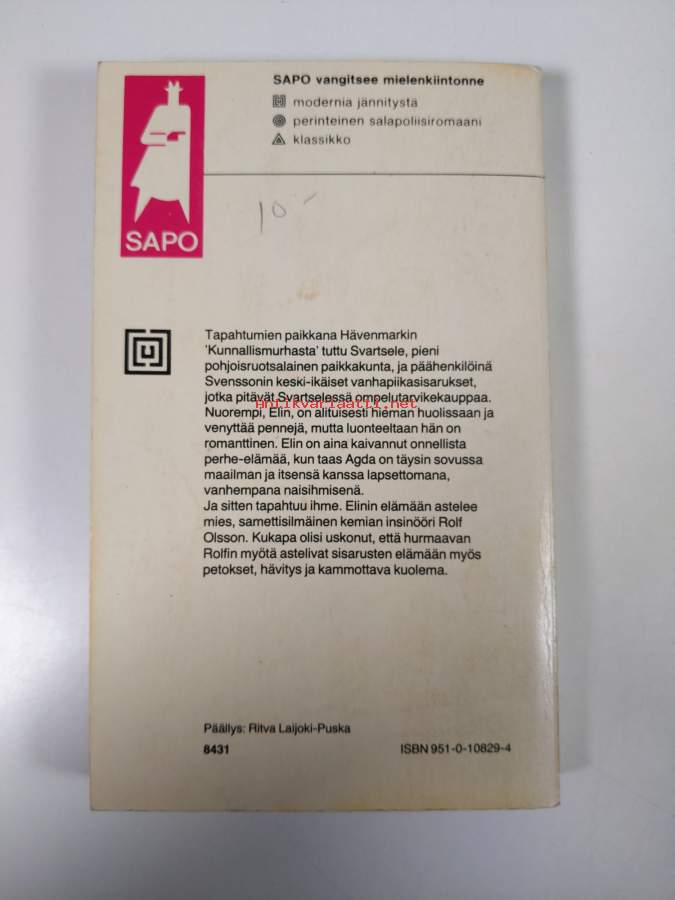 SAPO vangitsee mielenkiintonne
modernia jännitystä
perinteinen salapoliisiromaani
klassikko
SAPO
10-
Tapahtumien paikkana Hävenmarkin
'Kunnallismurhasta' tuttu Svartsele, pieni
pohjoisruotsalainen paikkakunta, ja päähenkilöinä
Svenssonin keski-ikäiset vanhapiikasisarukset,
jotka pitävät Svartselessä ompelutarvikekauppaa.
Antikvariaatti.net
Nuorempi, Elin, on alituisesti hieman huolissaan ja
venyttää pennejä, mutta luonteeltaan hän on
romanttinen. Elin on aina kaivannut onnellista
perhe-elämää, kun taas Agda on täysin sovussa
maailman ja itsensä kanssa lapsettomana,
vanhempana naisihmisenä.
Ja sitten tapahtuu ihme. Elinin elämään astelee
mies, samettisilmäinen kemian insinööri Rolf
Olsson. Kukapa olisi uskonut, että hurmaavan
Rolfin myötä astelivat sisarusten elämään myös
petokset, hävitys ja kammottava kuolema.
Päällys: Ritva Laijoki-Puska
8431
ISBN 951-0-10829-4